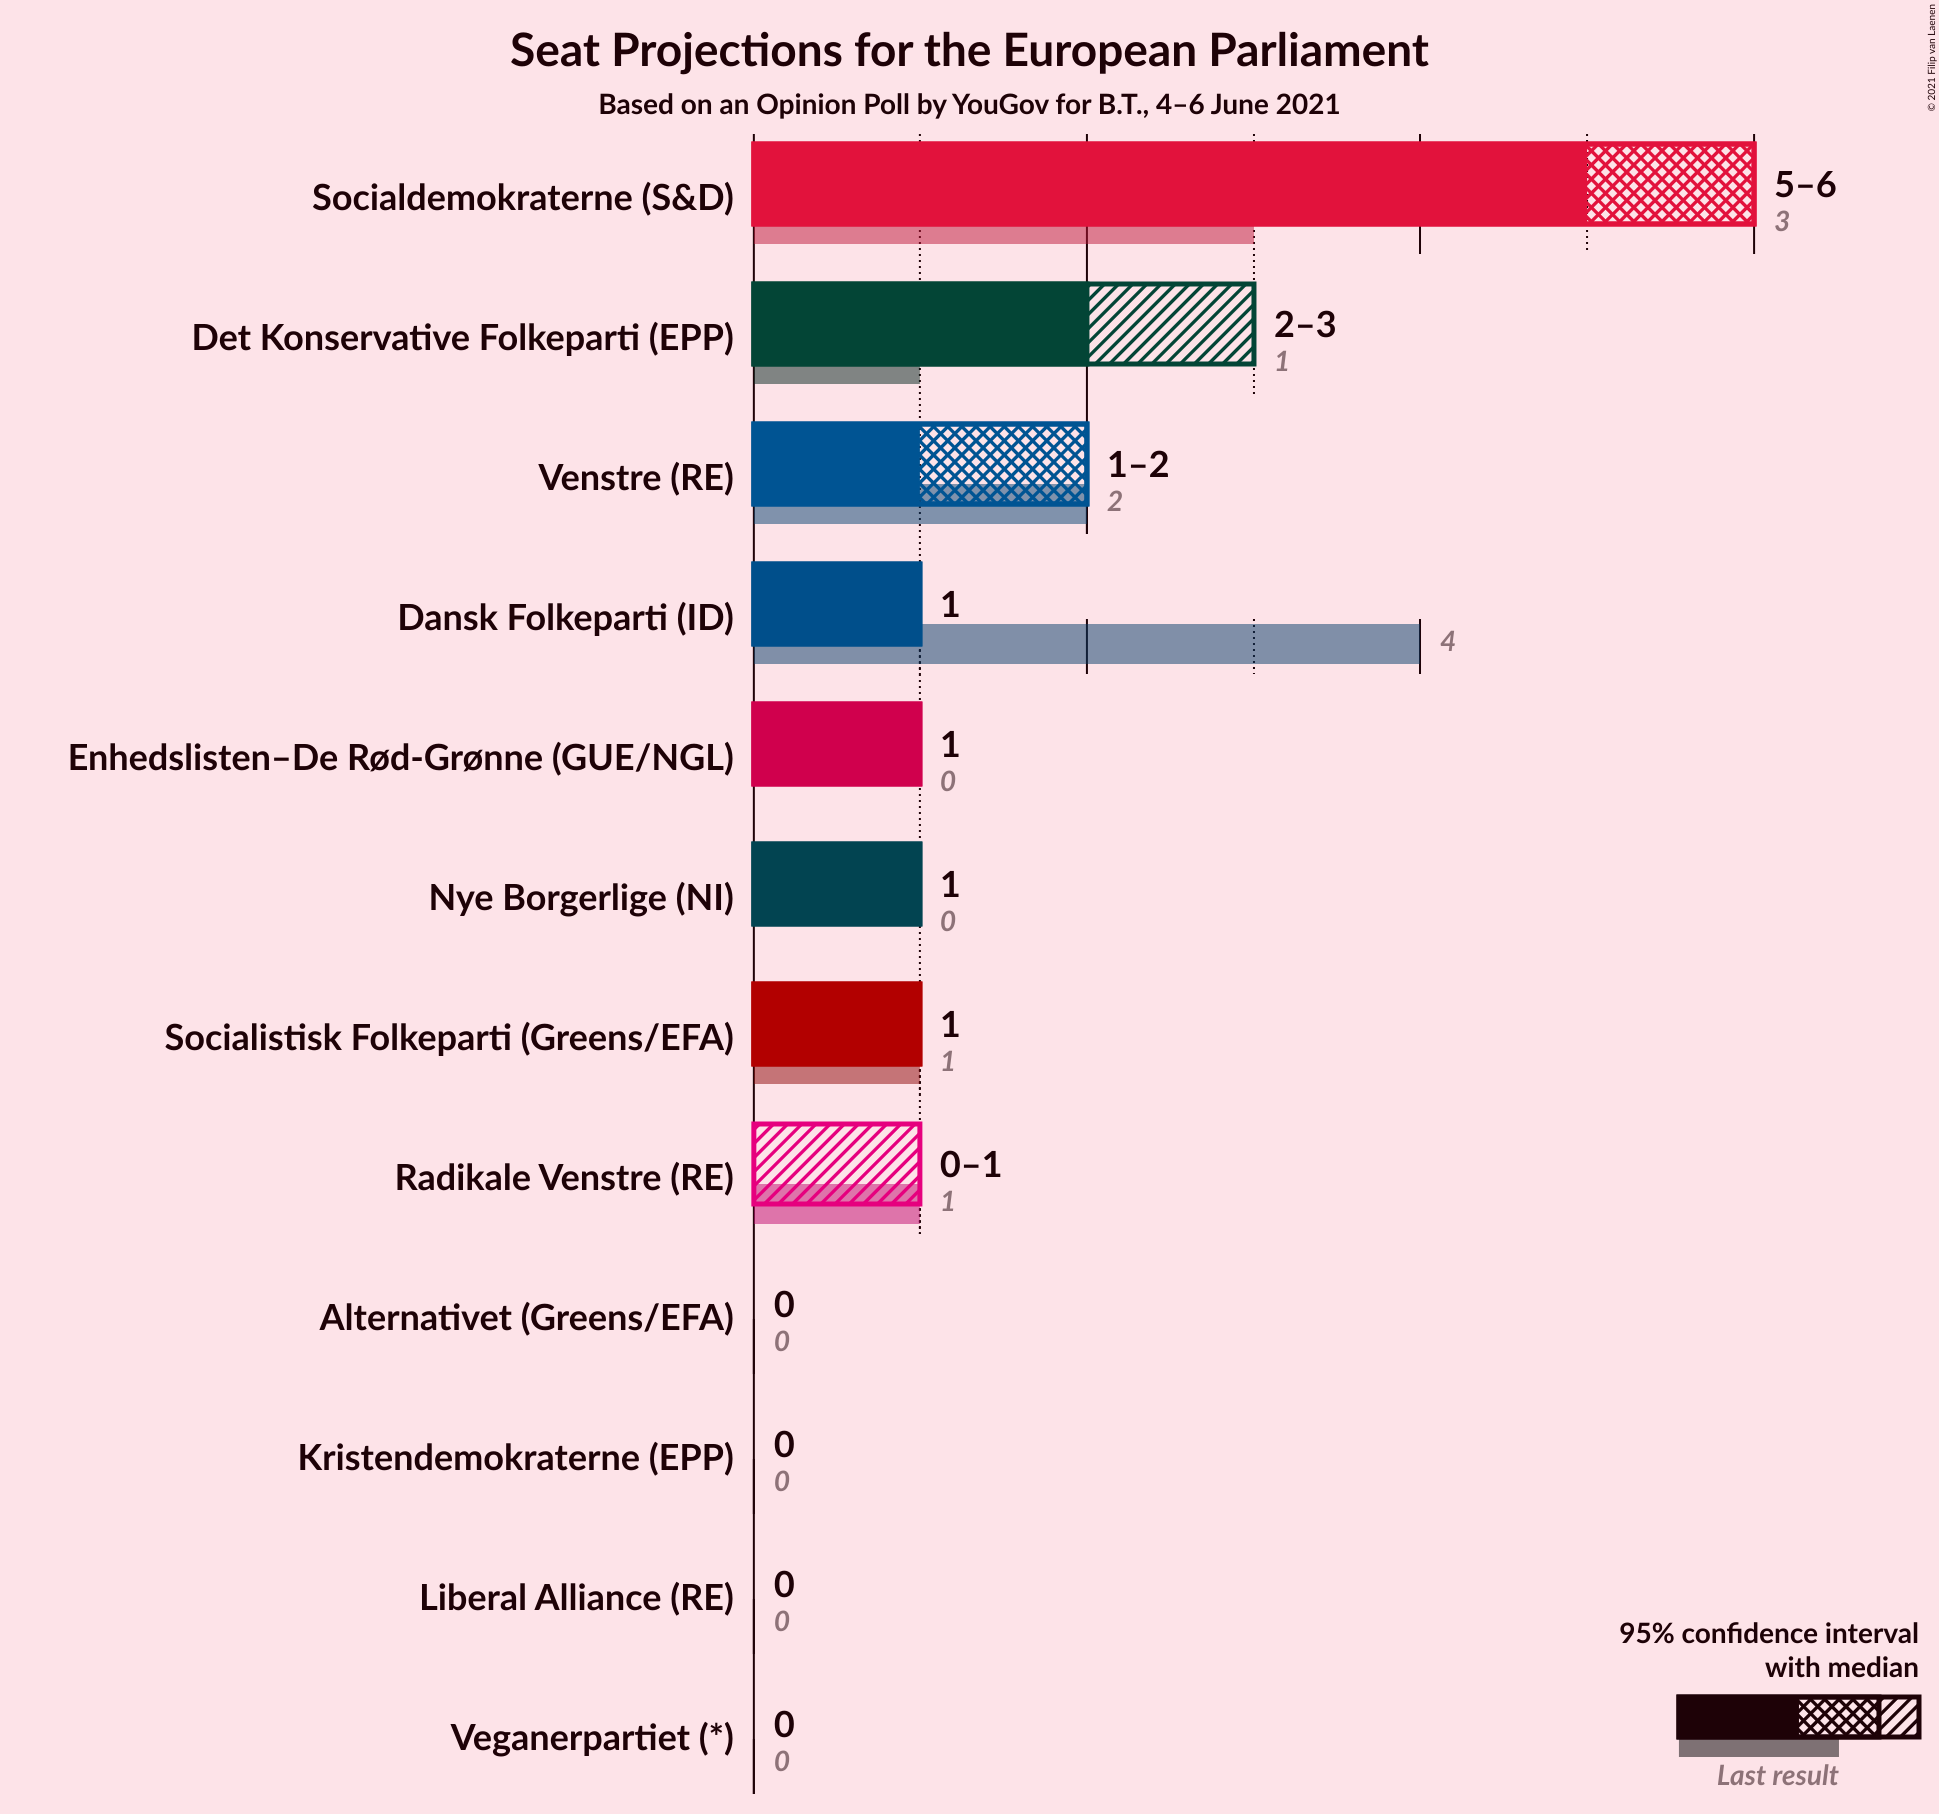 Seat Projections for the European Parliament
Based on an Opinion Poll by YouGov for B.T., 4–6 June 2021
© 2021 Filip van Laenen
Socialdemokraterne (S&D)
5–6
3
Det Konservative Folkeparti (EPP)
2–3
1
Venstre (RE)
1–2
2
Dansk Folkeparti (ID)
1
4
Enhedslisten–De Rød-Grønne (GUE/NGL)
1
0
Nye Borgerlige (NI)
1
0
Socialistisk Folkeparti (Greens/EFA)
1
1
Radikale Venstre (RE)
0–1
1
Alternativet (Greens/EFA)
0
0
Kristendemokraterne (EPP)
0
0
Liberal Alliance (RE)
0
0
Veganerpartiet (*)
0
0
95% confidence interval
with median
Last result